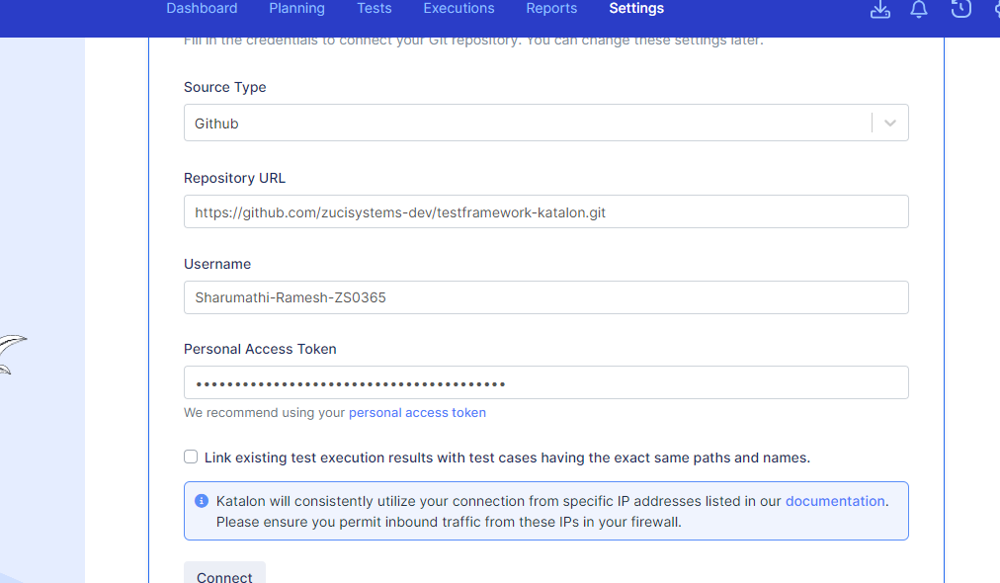 Dashboard Planning Tests Executions Reports Settings
Fill in the credentials to connect your Git repository. You can change these settings later.
Source Type
Github
Repository URL
https://github.com/zucisystems-dev/testframework-katalon.git
Username
Sharumathi-Ramesh-ZS0365
Personal Access Token
••••••••••••••••••••••••••••••••••••••••
We recommend using your personal access token
Link existing test execution results with test cases having the exact same paths and names.
Katalon will consistently utilize your connection from specific IP addresses listed in our documentation.
Please ensure you permit inbound traffic from these IPs in your firewall.
Connect